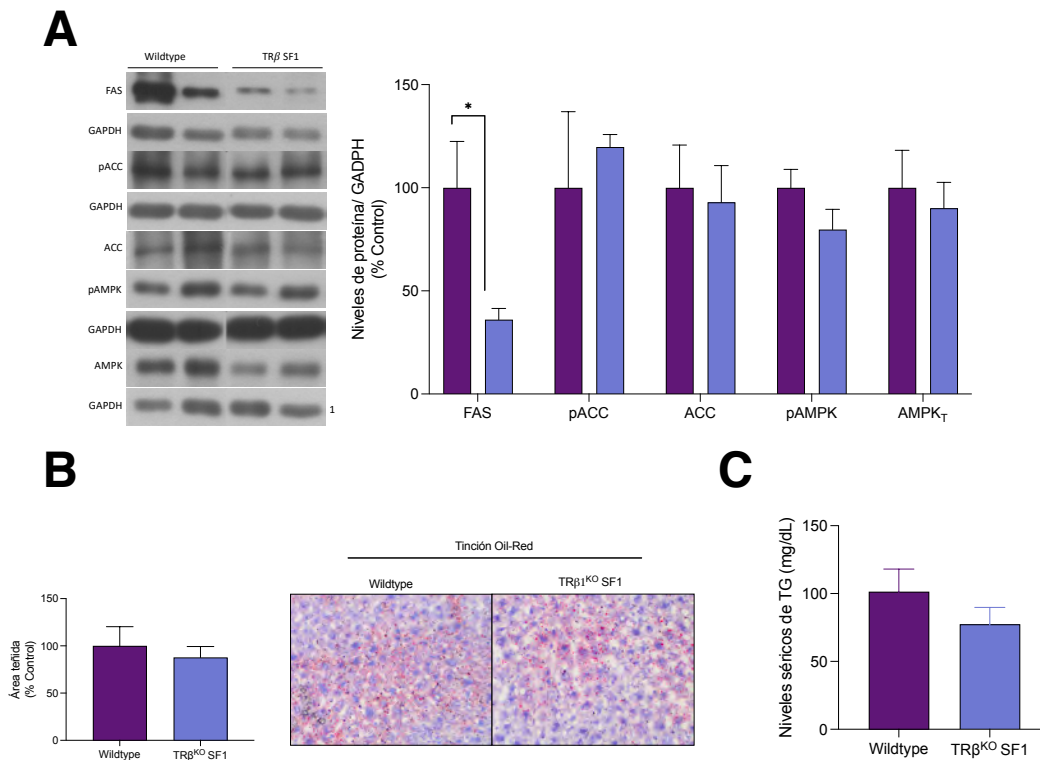 A
Wildtype
TRβ SF1
FAS
GAPDH
pACC
GAPDH
ACC
pAMPK
GAPDH
AMPK
GAPDH
1
Niveles de proteína/ GADPH
(% Control)
150
100
50
0
*
FAS
pACC
ACC
pAMPK
AMPKT
B
Área teñida
(% Control)
150
100
50
0
Wildtype
TRβKO SF1
Tinción Oil-Red
Wildtype
TRβ1KO SF1
C
Niveles séricos de TG (mg/dL)
150
100
50
0
Wildtype
TRβKO SF1